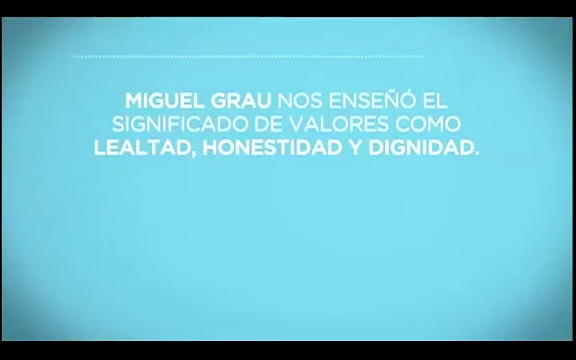 MIGUEL GRAU NOS ENSEÑÓ EL
SIGNIFICADO DE VALORES COMO
LEALTAD, HONESTIDAD Y DIGNIDAD.